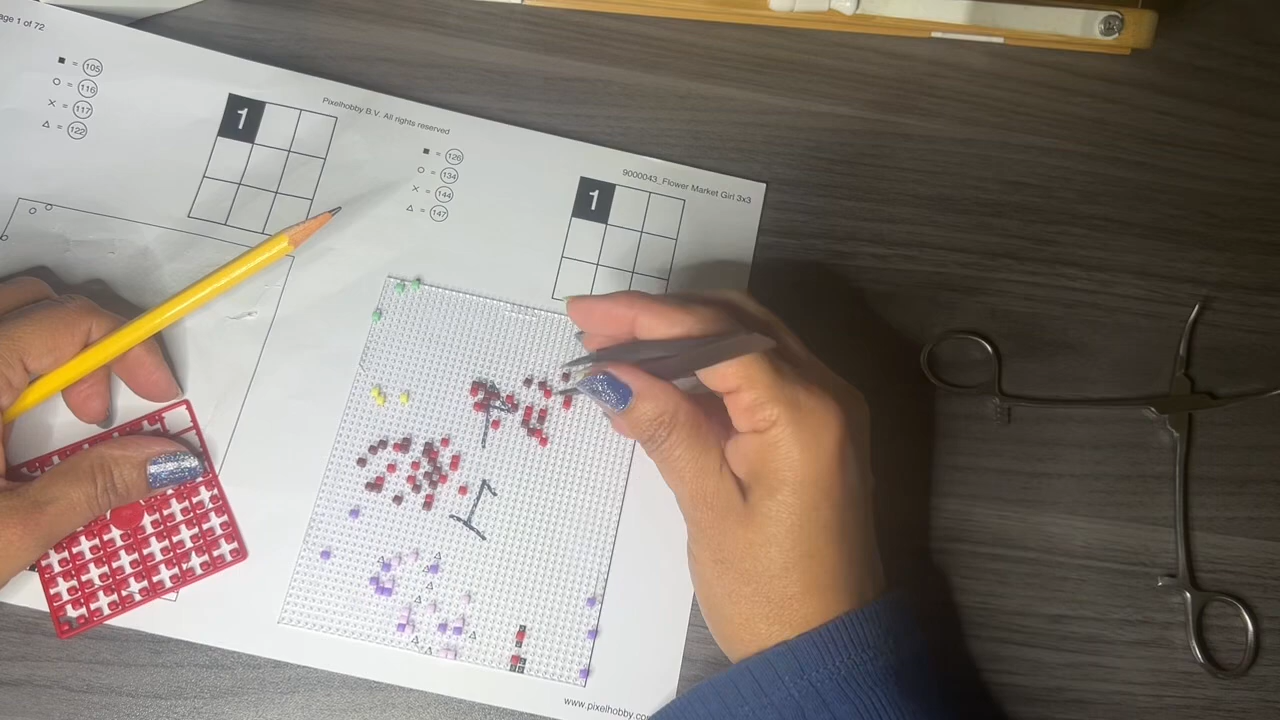 age 1 of 72
■ = 105
○ = 116
× = 117
△ = 122
1
Pixelhobby B.V. All rights reserved
■ = 126
○ = 134
× = 144
△ = 147
9000043_Flower Market Girl 3x3
1
1
www.pixelhobby.co